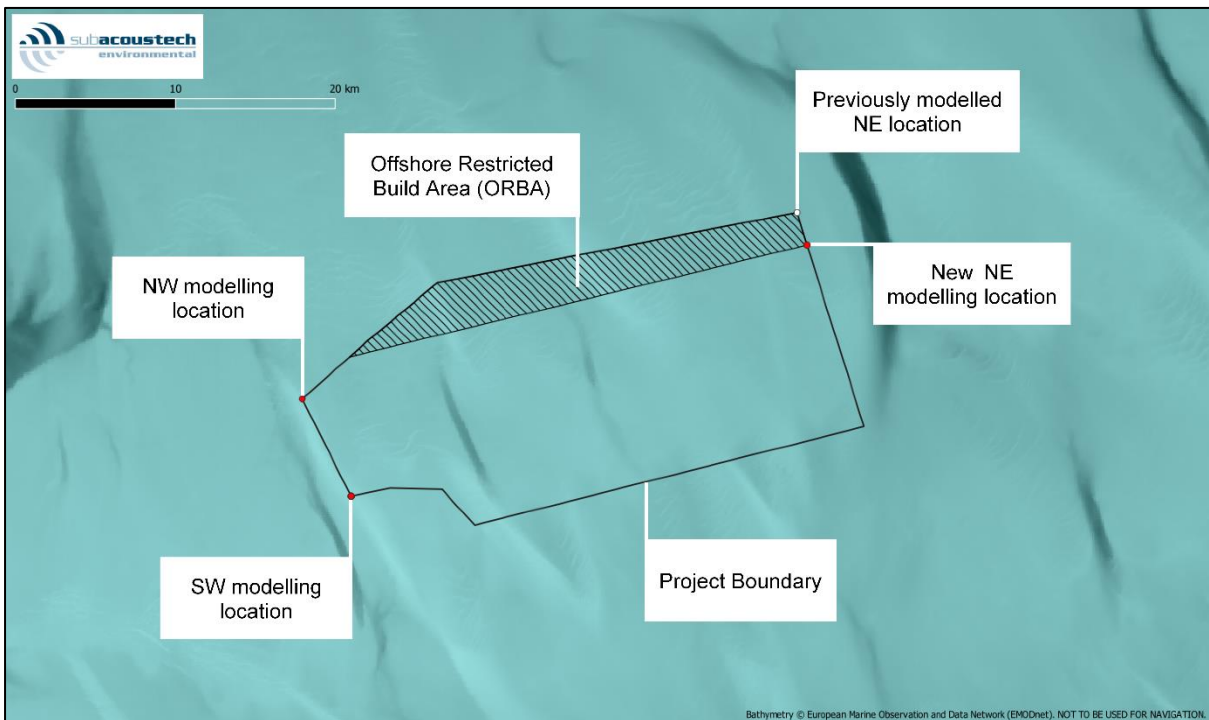 subacoustech
environmental
0 10 20 km
Previously modelled
NE location
Offshore Restricted
Build Area (ORBA)
NW modelling
location
New NE
modelling location
SW modelling
location
Project Boundary
Bathymetry © European Marine Observation and Data Network (EMODnet). NOT TO BE USED FOR NAVIGATION.